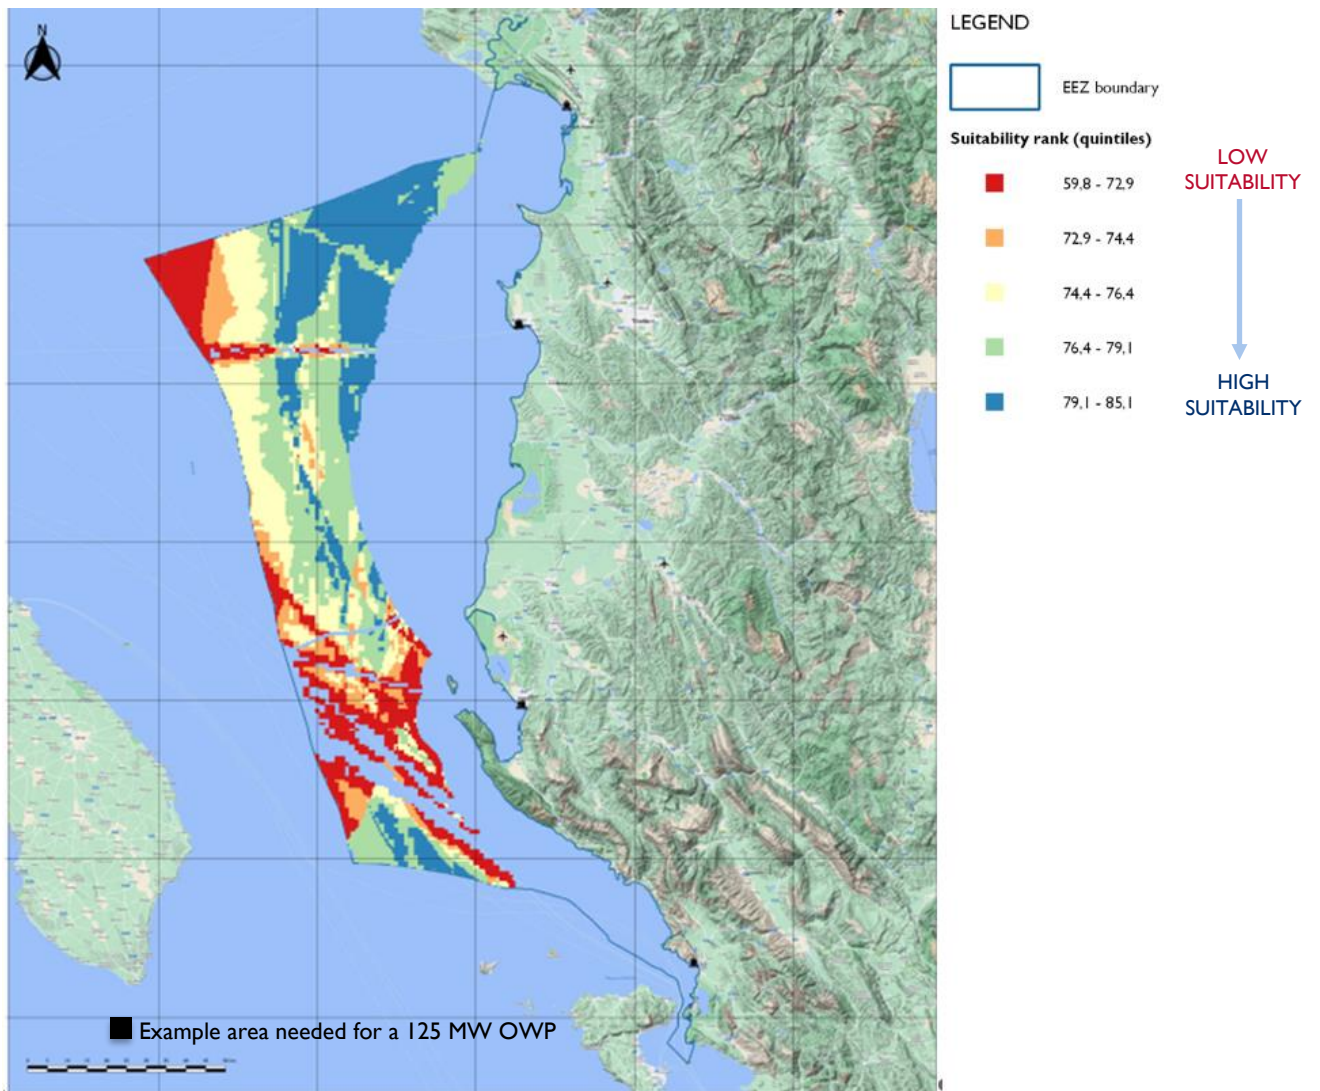 N
LEGEND
EEZ boundary
Suitability rank (quintiles)
LOW
SUITABILITY
59,8 - 72,9
72,9 - 74,4
74,4 - 76,4
76,4 - 79,1
79,1 - 85,1
HIGH
SUITABILITY
Example area needed for a 125 MW OWP